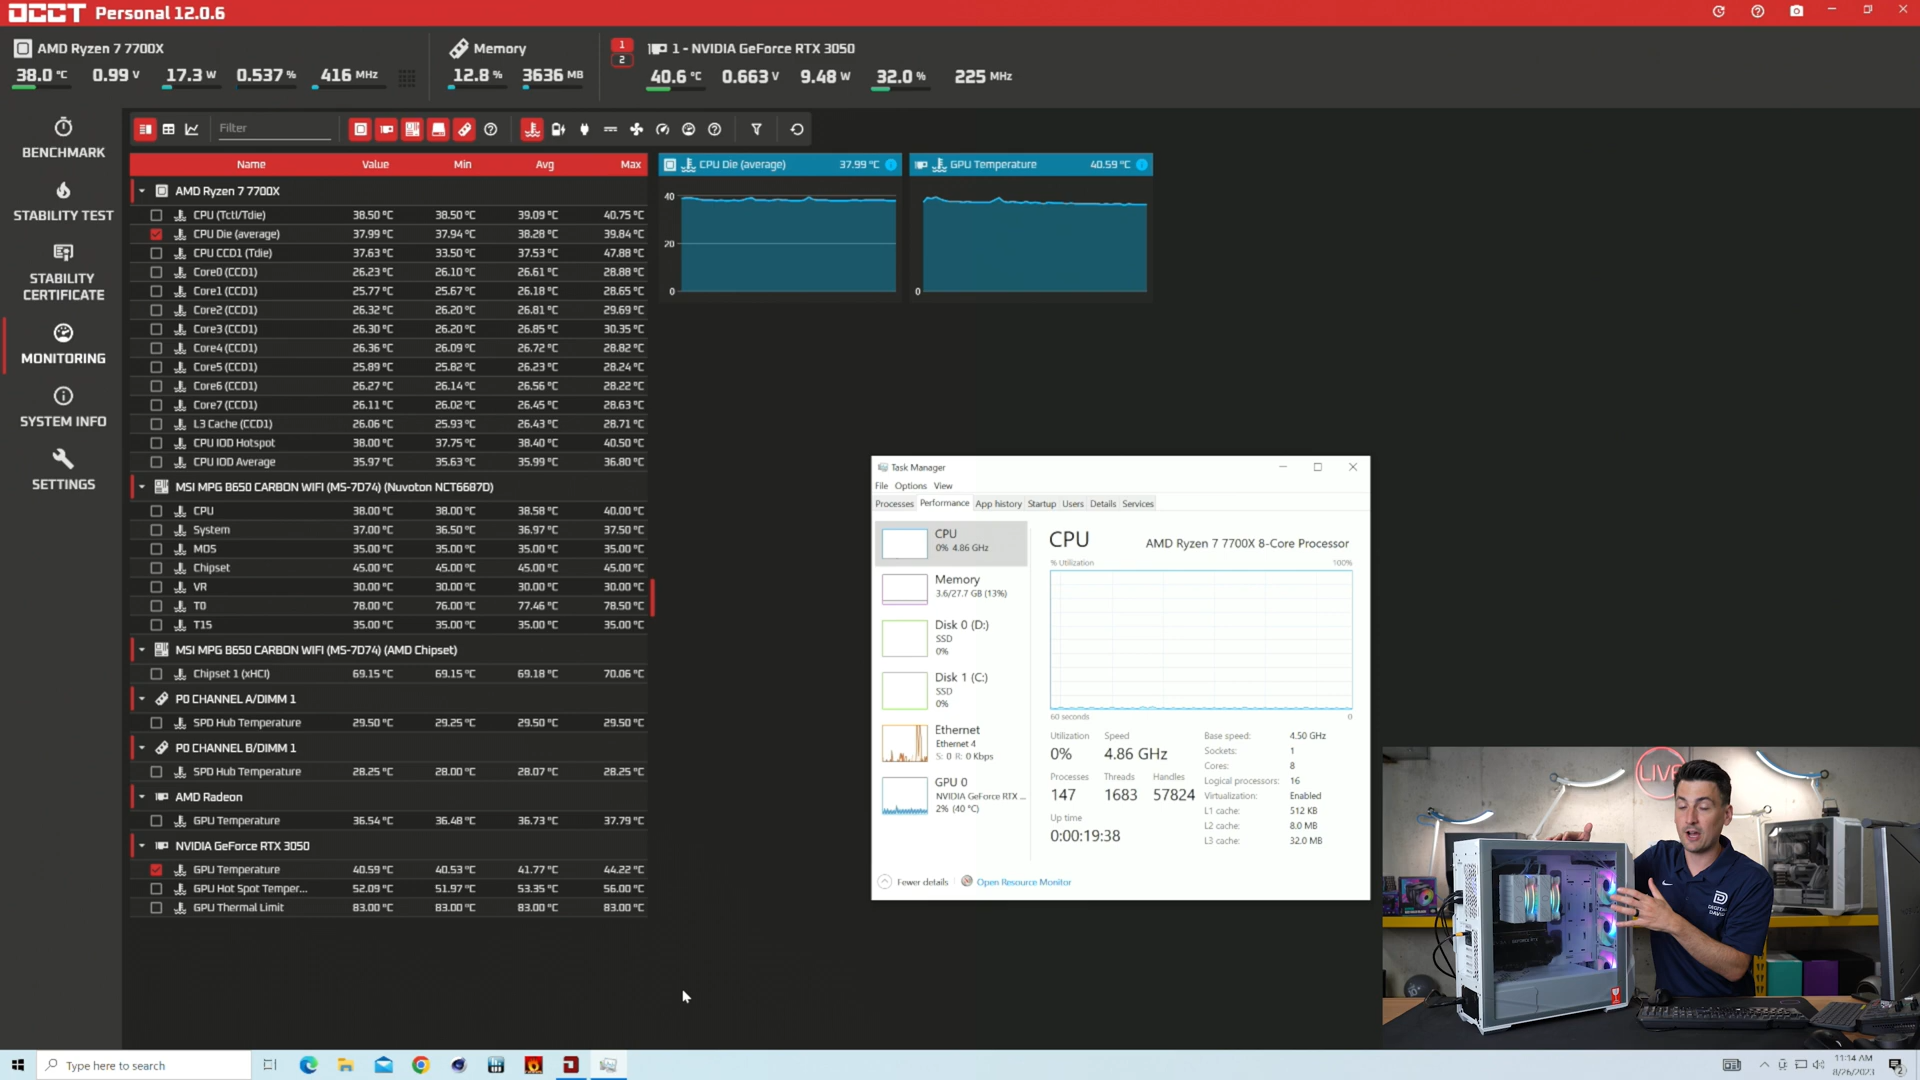 OCCT Personal 12.0.6
AMD Ryzen 7 7700X
38.0 °C 0.99 V 17.3 W 0.537 % 416 MHz
Memory
12.8 % 3636 MB
1
2
1 - NVIDIA GeForce RTX 3050
40.6 °C 0.663 V 9.48 W 32.0 % 225 MHz
BENCHMARK
STABILITY TEST
STABILITY
CERTIFICATE
MONITORING
SYSTEM INFO
SETTINGS
Filter
Name Value Min Avg Max
AMD Ryzen 7 7700X
CPU (Tctl/Tdie) 38.50 °C 38.50 °C 39.09 °C 40.75 °C
CPU Die (average) 37.99 °C 37.94 °C 38.28 °C 39.84 °C
CPU CCD1 (Tdie) 37.63 °C 33.50 °C 37.53 °C 47.88 °C
Core0 (CCD1) 26.23 °C 26.10 °C 26.61 °C 28.88 °C
Core1 (CCD1) 25.77 °C 25.67 °C 26.18 °C 28.65 °C
Core2 (CCD1) 26.32 °C 26.20 °C 26.81 °C 29.69 °C
Core3 (CCD1) 26.30 °C 26.20 °C 26.85 °C 30.35 °C
Core4 (CCD1) 26.36 °C 26.09 °C 26.72 °C 28.82 °C
Core5 (CCD1) 25.89 °C 25.82 °C 26.23 °C 28.24 °C
Core6 (CCD1) 26.27 °C 26.14 °C 26.56 °C 28.22 °C
Core7 (CCD1) 26.11 °C 26.02 °C 26.45 °C 28.63 °C
L3 Cache (CCD1) 26.06 °C 25.93 °C 26.43 °C 28.71 °C
CPU IOD Hotspot 38.00 °C 37.75 °C 38.40 °C 40.50 °C
CPU IOD Average 35.97 °C 35.63 °C 35.99 °C 36.80 °C
MSI MPG B650 CARBON WIFI (MS-7D74) (Nuvoton NCT6687D)
CPU 38.00 °C 38.00 °C 38.58 °C 40.00 °C
System 37.00 °C 36.50 °C 36.97 °C 37.50 °C
MOS 35.00 °C 35.00 °C 35.00 °C 35.00 °C
Chipset 45.00 °C 45.00 °C 45.00 °C 45.00 °C
VR 30.00 °C 30.00 °C 30.00 °C 30.00 °C
T0 78.00 °C 76.00 °C 77.46 °C 78.50 °C
T15 35.00 °C 35.00 °C 35.00 °C 35.00 °C
MSI MPG B650 CARBON WIFI (MS-7D74) (AMD Chipset)
Chipset 1 (xHCI) 69.15 °C 69.15 °C 69.18 °C 70.06 °C
P0 CHANNEL A/DIMM 1
SPD Hub Temperature 29.50 °C 29.25 °C 29.50 °C 29.50 °C
P0 CHANNEL B/DIMM 1
SPD Hub Temperature 28.25 °C 28.00 °C 28.07 °C 28.25 °C
AMD Radeon
GPU Temperature 36.54 °C 36.48 °C 36.73 °C 37.79 °C
NVIDIA GeForce RTX 3050
GPU Temperature 40.59 °C 40.53 °C 41.77 °C 44.22 °C
GPU Hot Spot Temper... 52.09 °C 51.97 °C 53.35 °C 56.00 °C
GPU Thermal Limit 83.00 °C 83.00 °C 83.00 °C 83.00 °C
CPU Die (average) 37.99 °C
40
20
0
GPU Temperature 40.59 °C
0
Task Manager
File Options View
Processes Performance App history Startup Users Details Services
CPU
0% 4.86 GHz
Memory
3.6/27.7 GB (13%)
Disk 0 (D:)
SSD
0%
Disk 1 (C:)
SSD
0%
Ethernet
Ethernet 4
S: 0 R: 0 Kbps
GPU 0
NVIDIA GeForce RTX ...
2% (40 °C)
CPU AMD Ryzen 7 7700X 8-Core Processor
% Utilization 100%
60 seconds 0
Utilization Speed
0% 4.86 GHz
Processes Threads Handles
147 1683 57824
Up time
0:00:19:38
Base speed: 4.50 GHz
Sockets: 1
Cores: 8
Logical processors: 16
Virtualization: Enabled
L1 cache: 512 KB
L2 cache: 8.0 MB
L3 cache: 32.0 MB
Fewer details Open Resource Monitor
LIVE
DIGITAL
DAVID
Type here to search
11:14 AM
8/26/2023